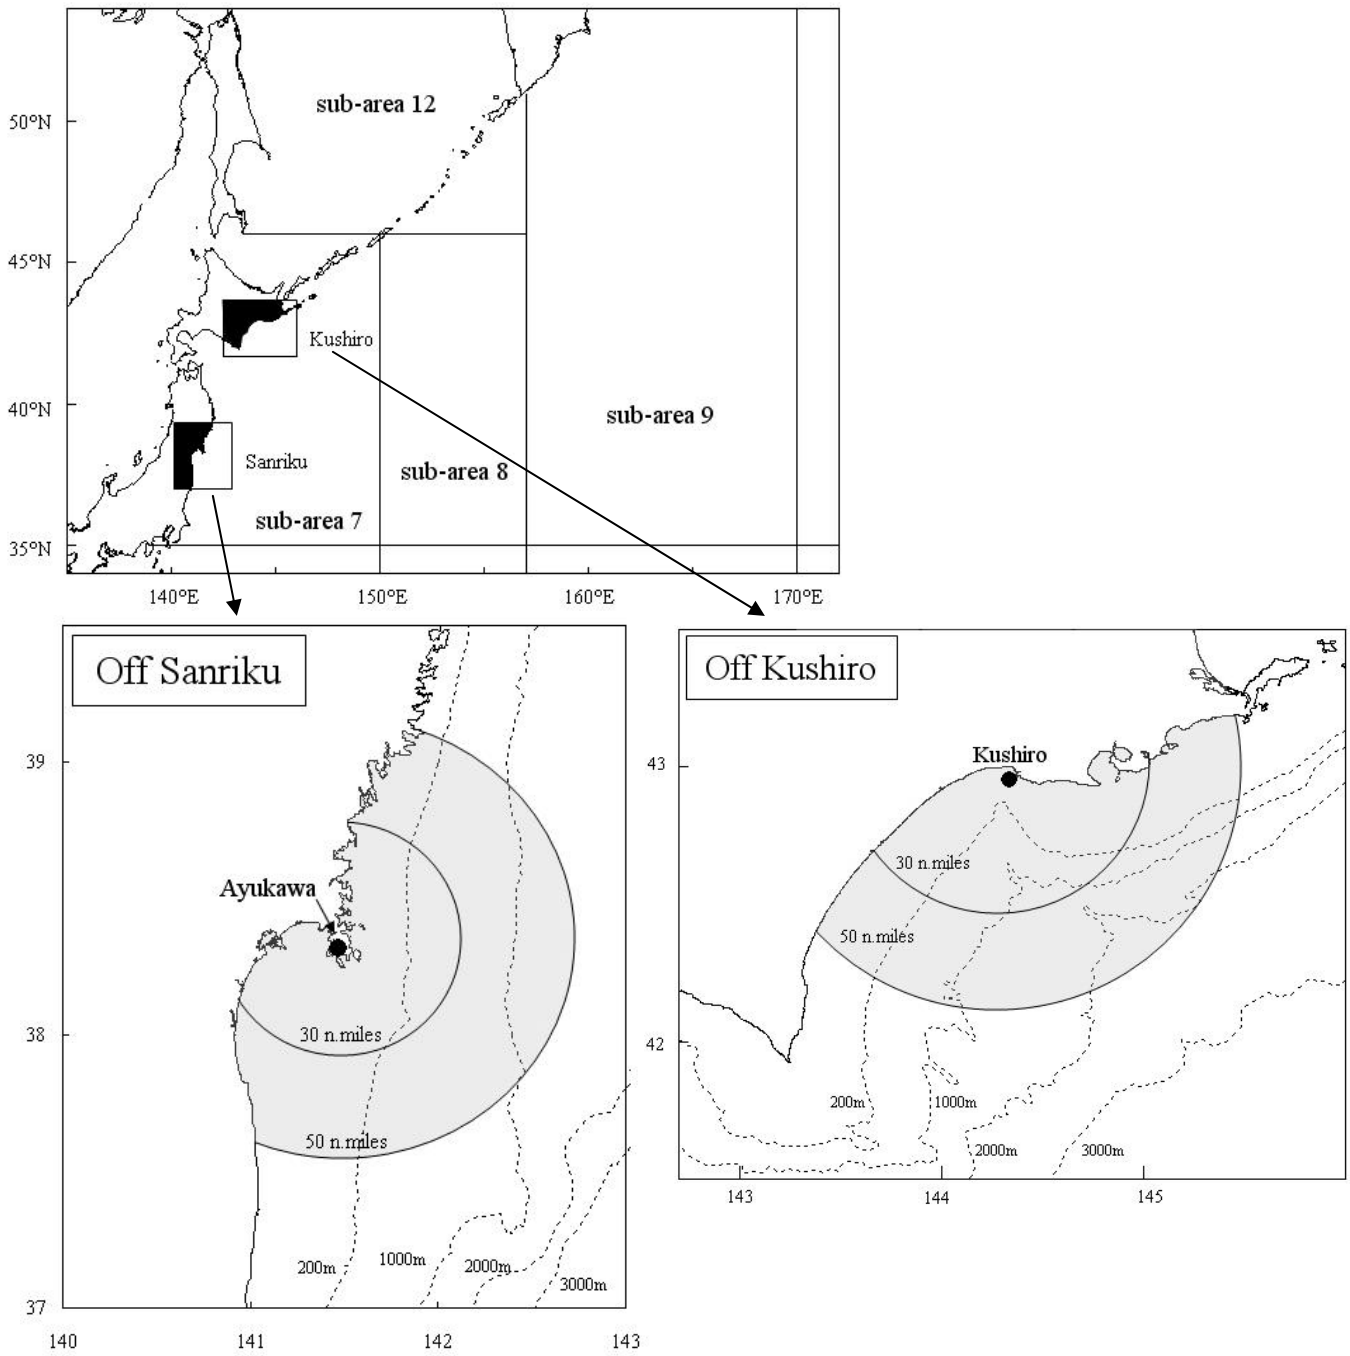 sub-area 12
50°N
45°N
Kushiro
40°N
sub-area 9
Sanriku
sub-area 8
sub-area 7
35°N
140°E
150°E
160°E
170°E
Off Sanriku
39
Ayukawa
38
30 n.miles
50 n.miles
200m
1000m
2000m
3000m
37
140
141
142
143
Off Kushiro
Kushiro
43
30 n.miles
50 n.miles
42
200m
1000m
2000m
3000m
143
144
145